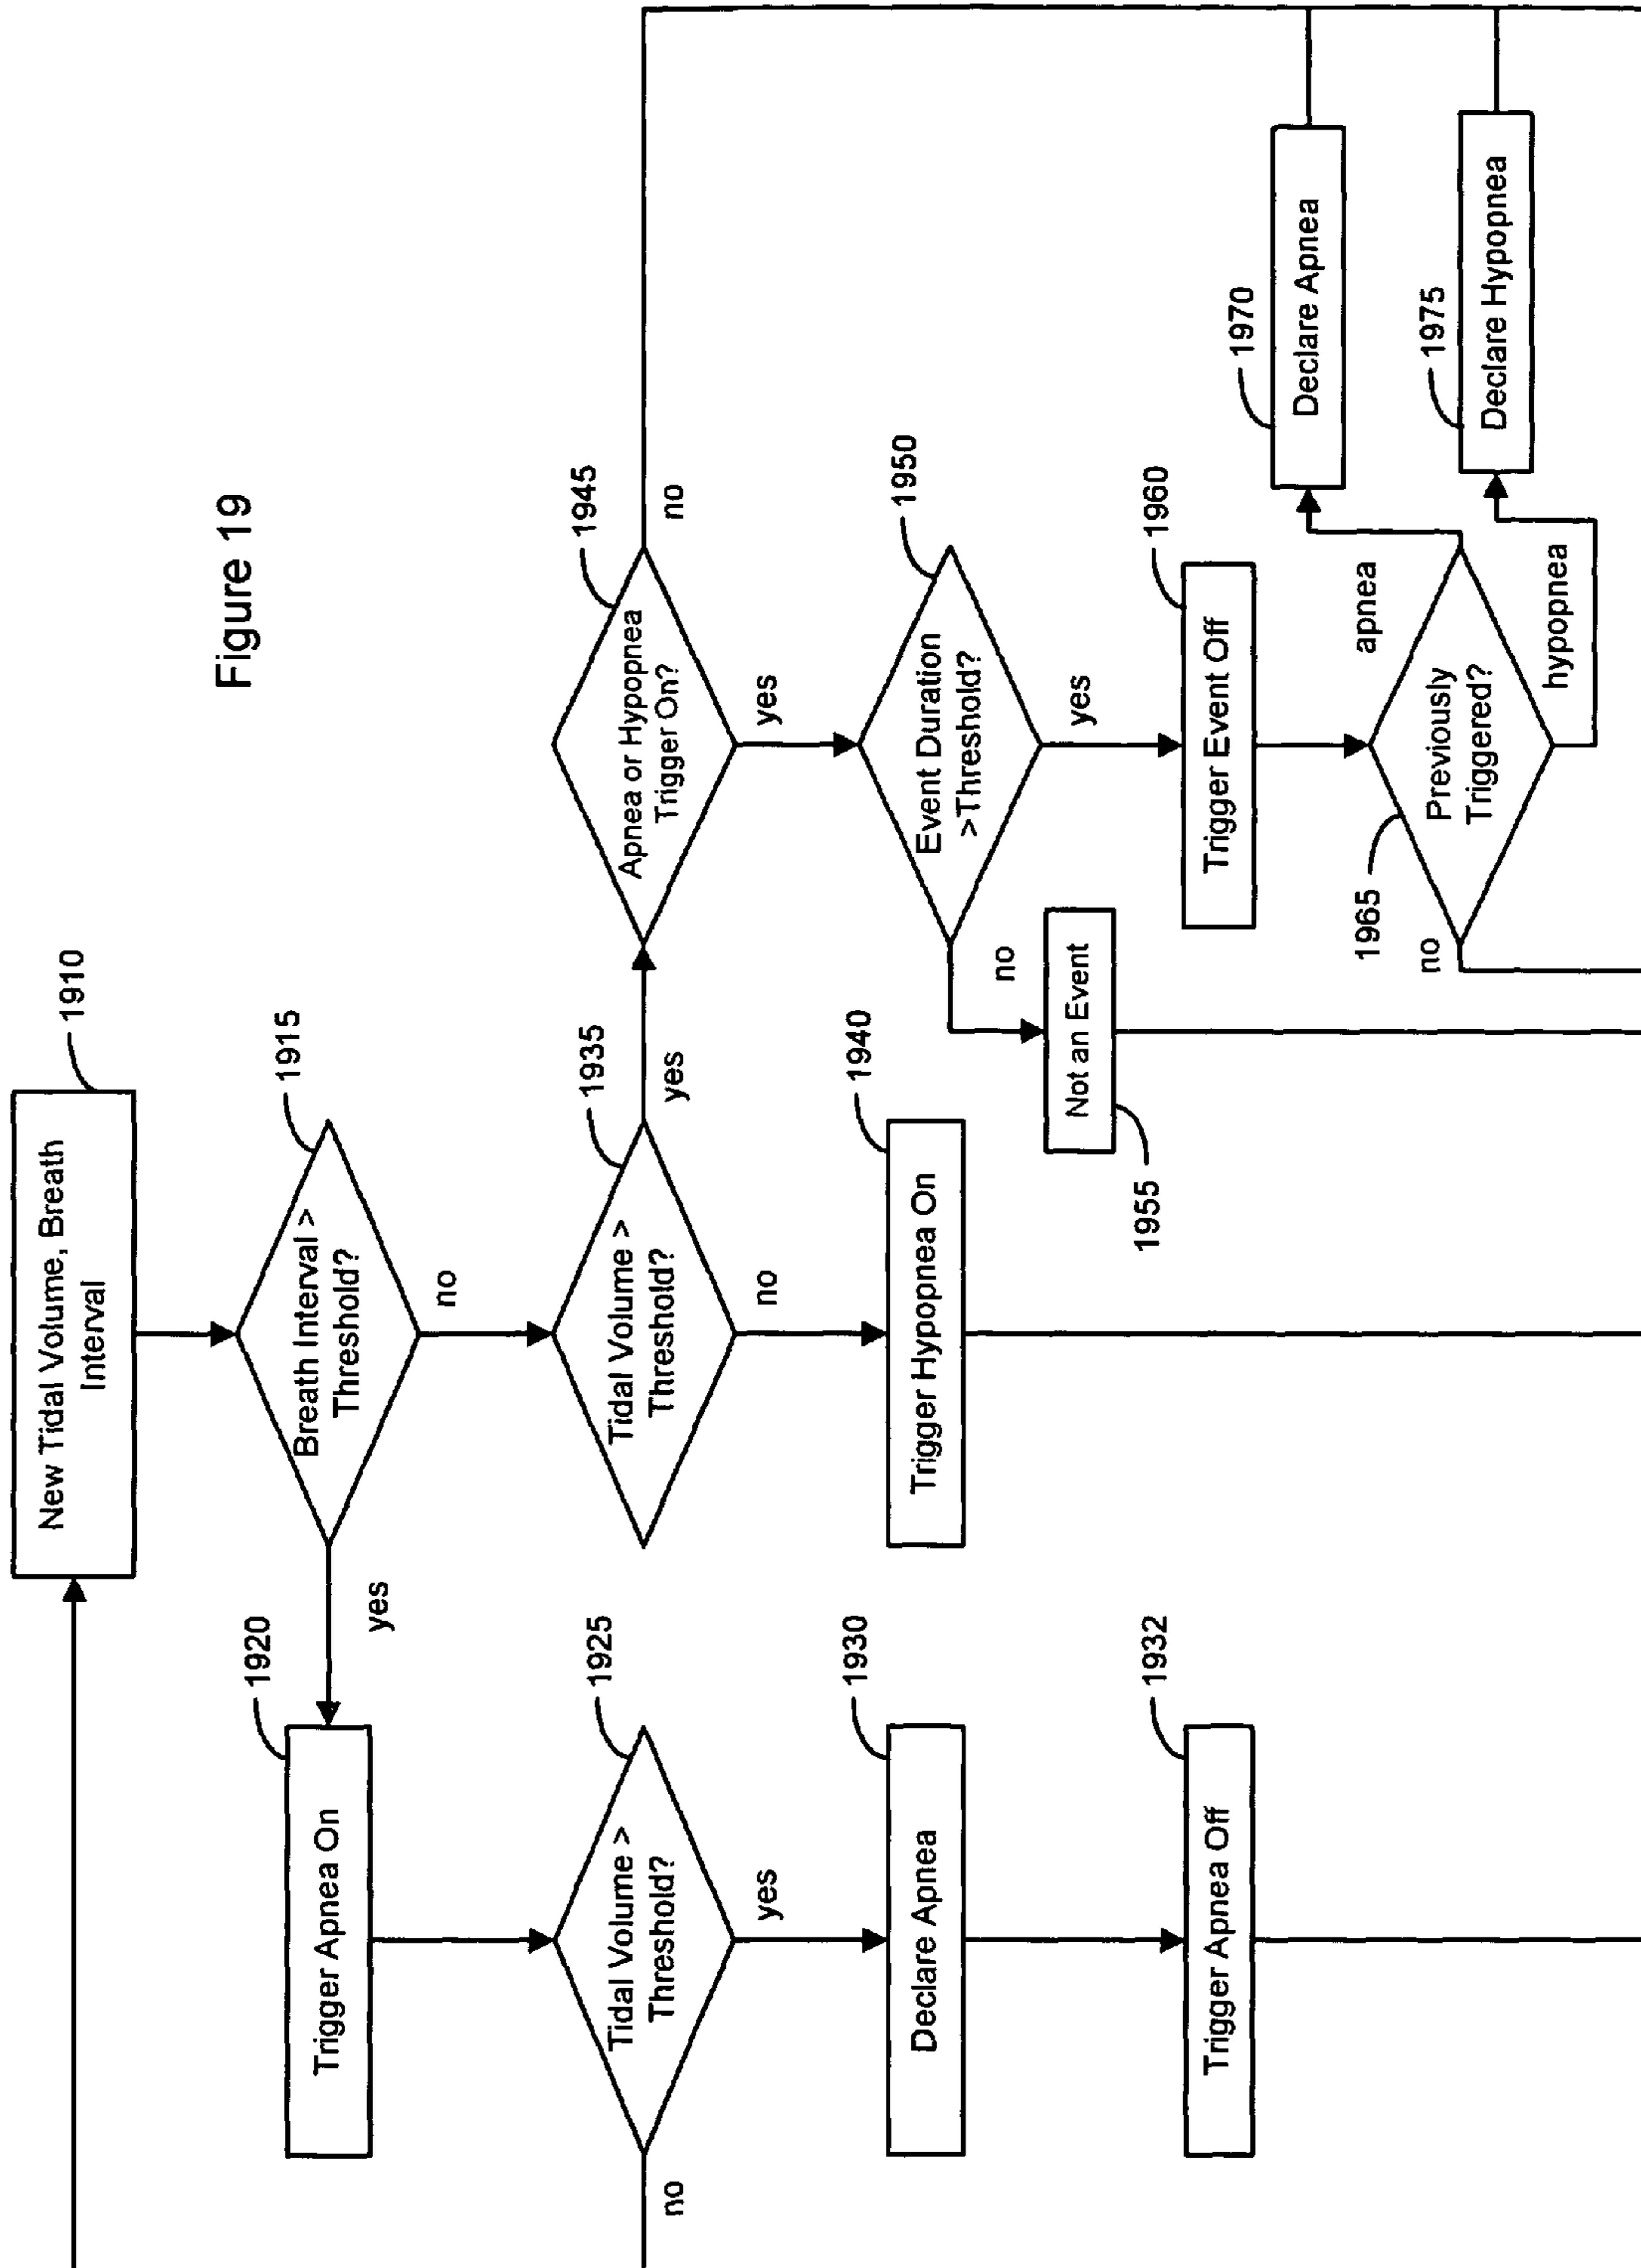 Figure 19
New Tidal Volume, Breath
Interval
1910
Breath Interval >
Threshold?
1915
yes
no
Trigger Apnea On
1920
Tidal Volume >
Threshold?
1925
no
yes
Declare Apnea
1930
Trigger Apnea Off
1932
Tidal Volume >
Threshold?
1935
yes
no
Trigger Hypopnea On
1940
Apnea or Hypopnea
Trigger On?
1945
no
yes
Event Duration
>Threshold?
1950
no
yes
Not an Event
1955
Trigger Event Off
1960
Previously
Triggered?
1965
no
apnea
hypopnea
Declare Apnea
1970
Declare Hypopnea
1975